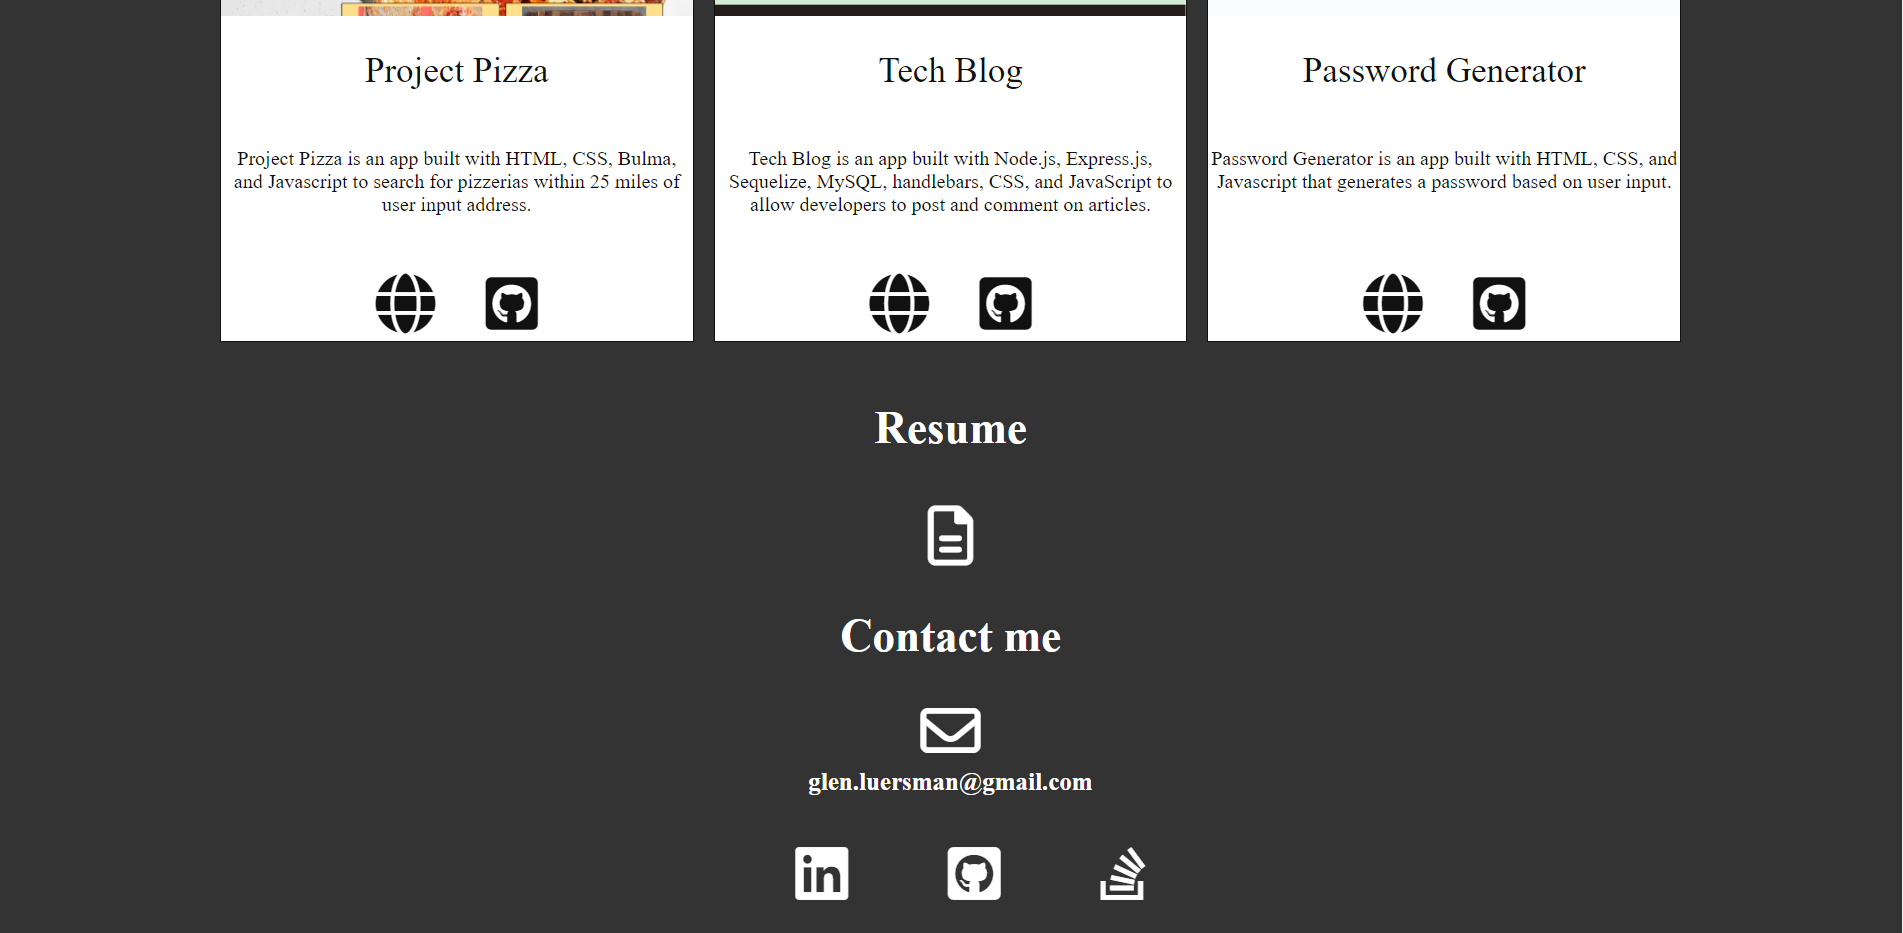 Project Pizza
Project Pizza is an app built with HTML, CSS, Bulma,
and Javascript to search for pizzerias within 25 miles of
user input address.
Tech Blog
Tech Blog is an app built with Node.js, Express.js,
Sequelize, MySQL, handlebars, CSS, and JavaScript to
allow developers to post and comment on articles.
Password Generator
Password Generator is an app built with HTML, CSS, and
Javascript that generates a password based on user input.
Resume
Contact me
glen.luersman@gmail.com
in